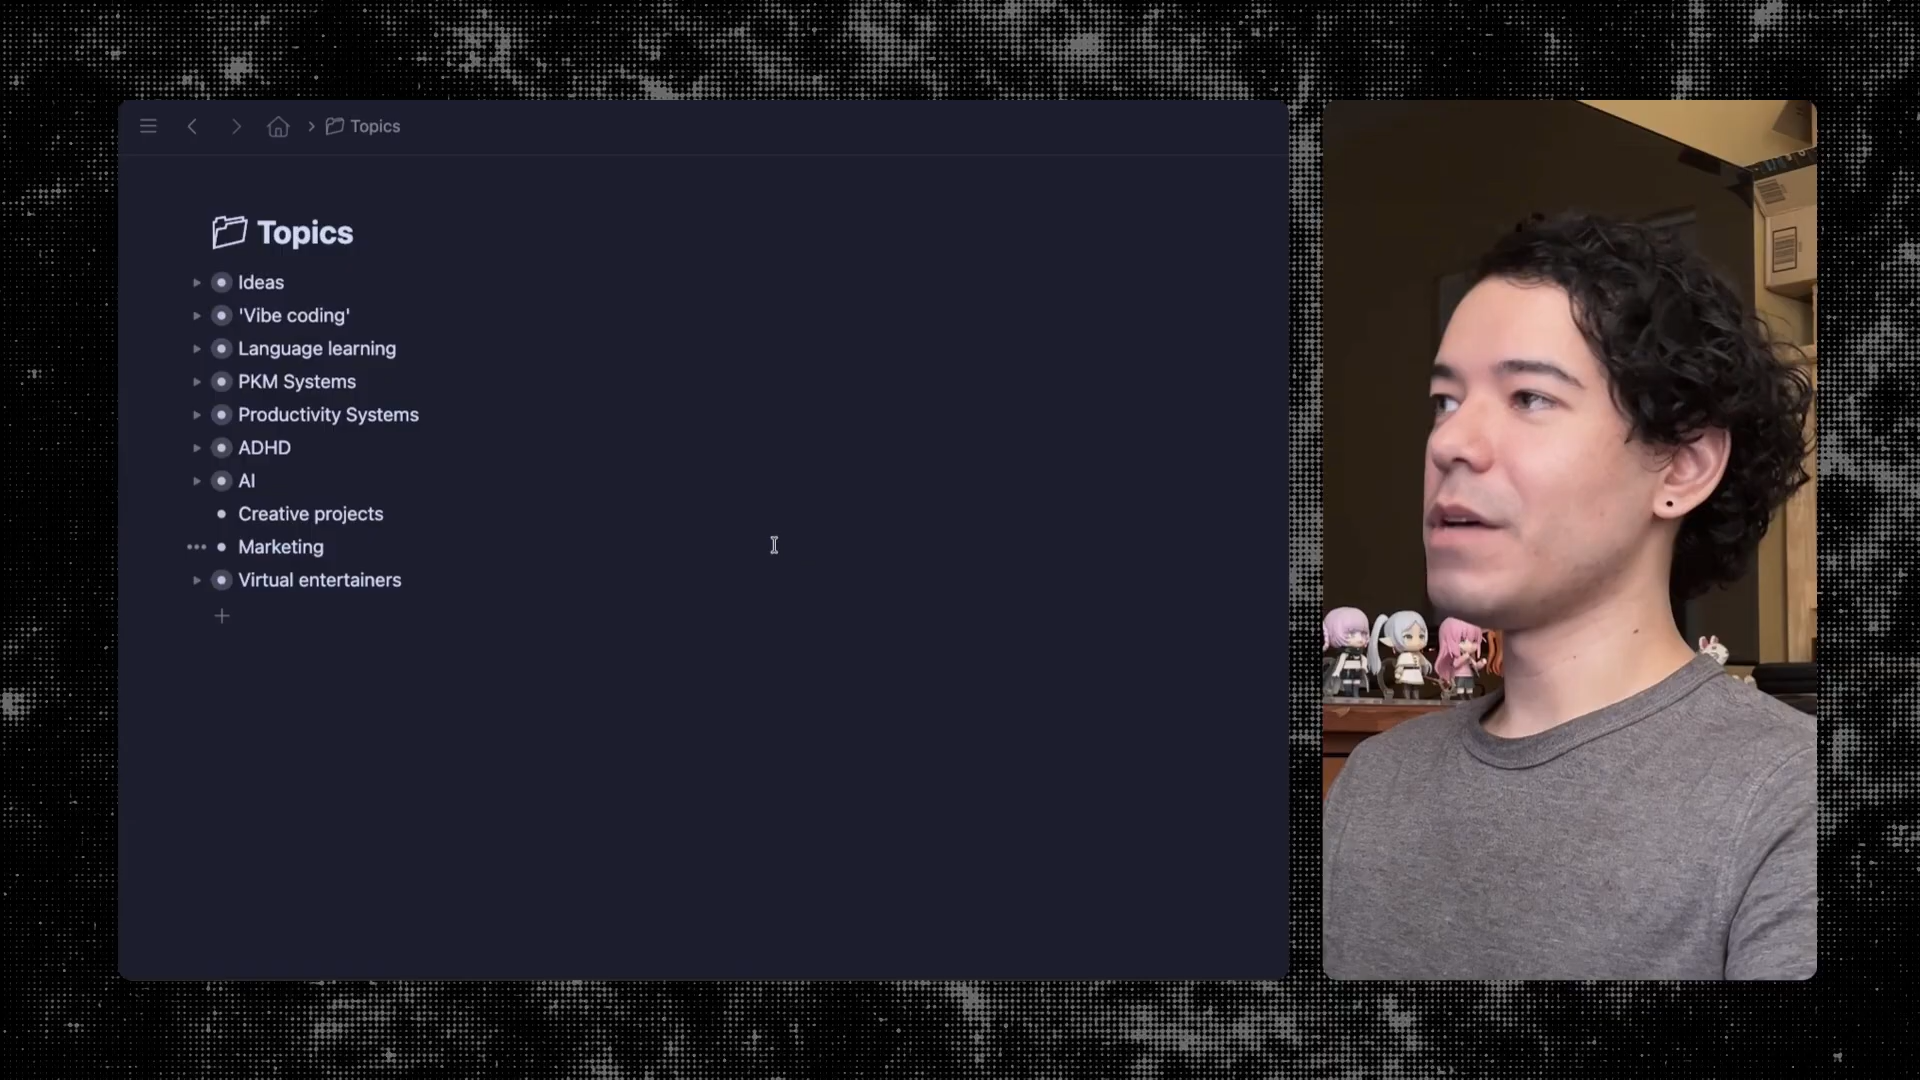 Topics
Topics
Ideas
'Vibe coding'
Language learning
PKM Systems
Productivity Systems
ADHD
AI
Creative projects
Marketing
Virtual entertainers